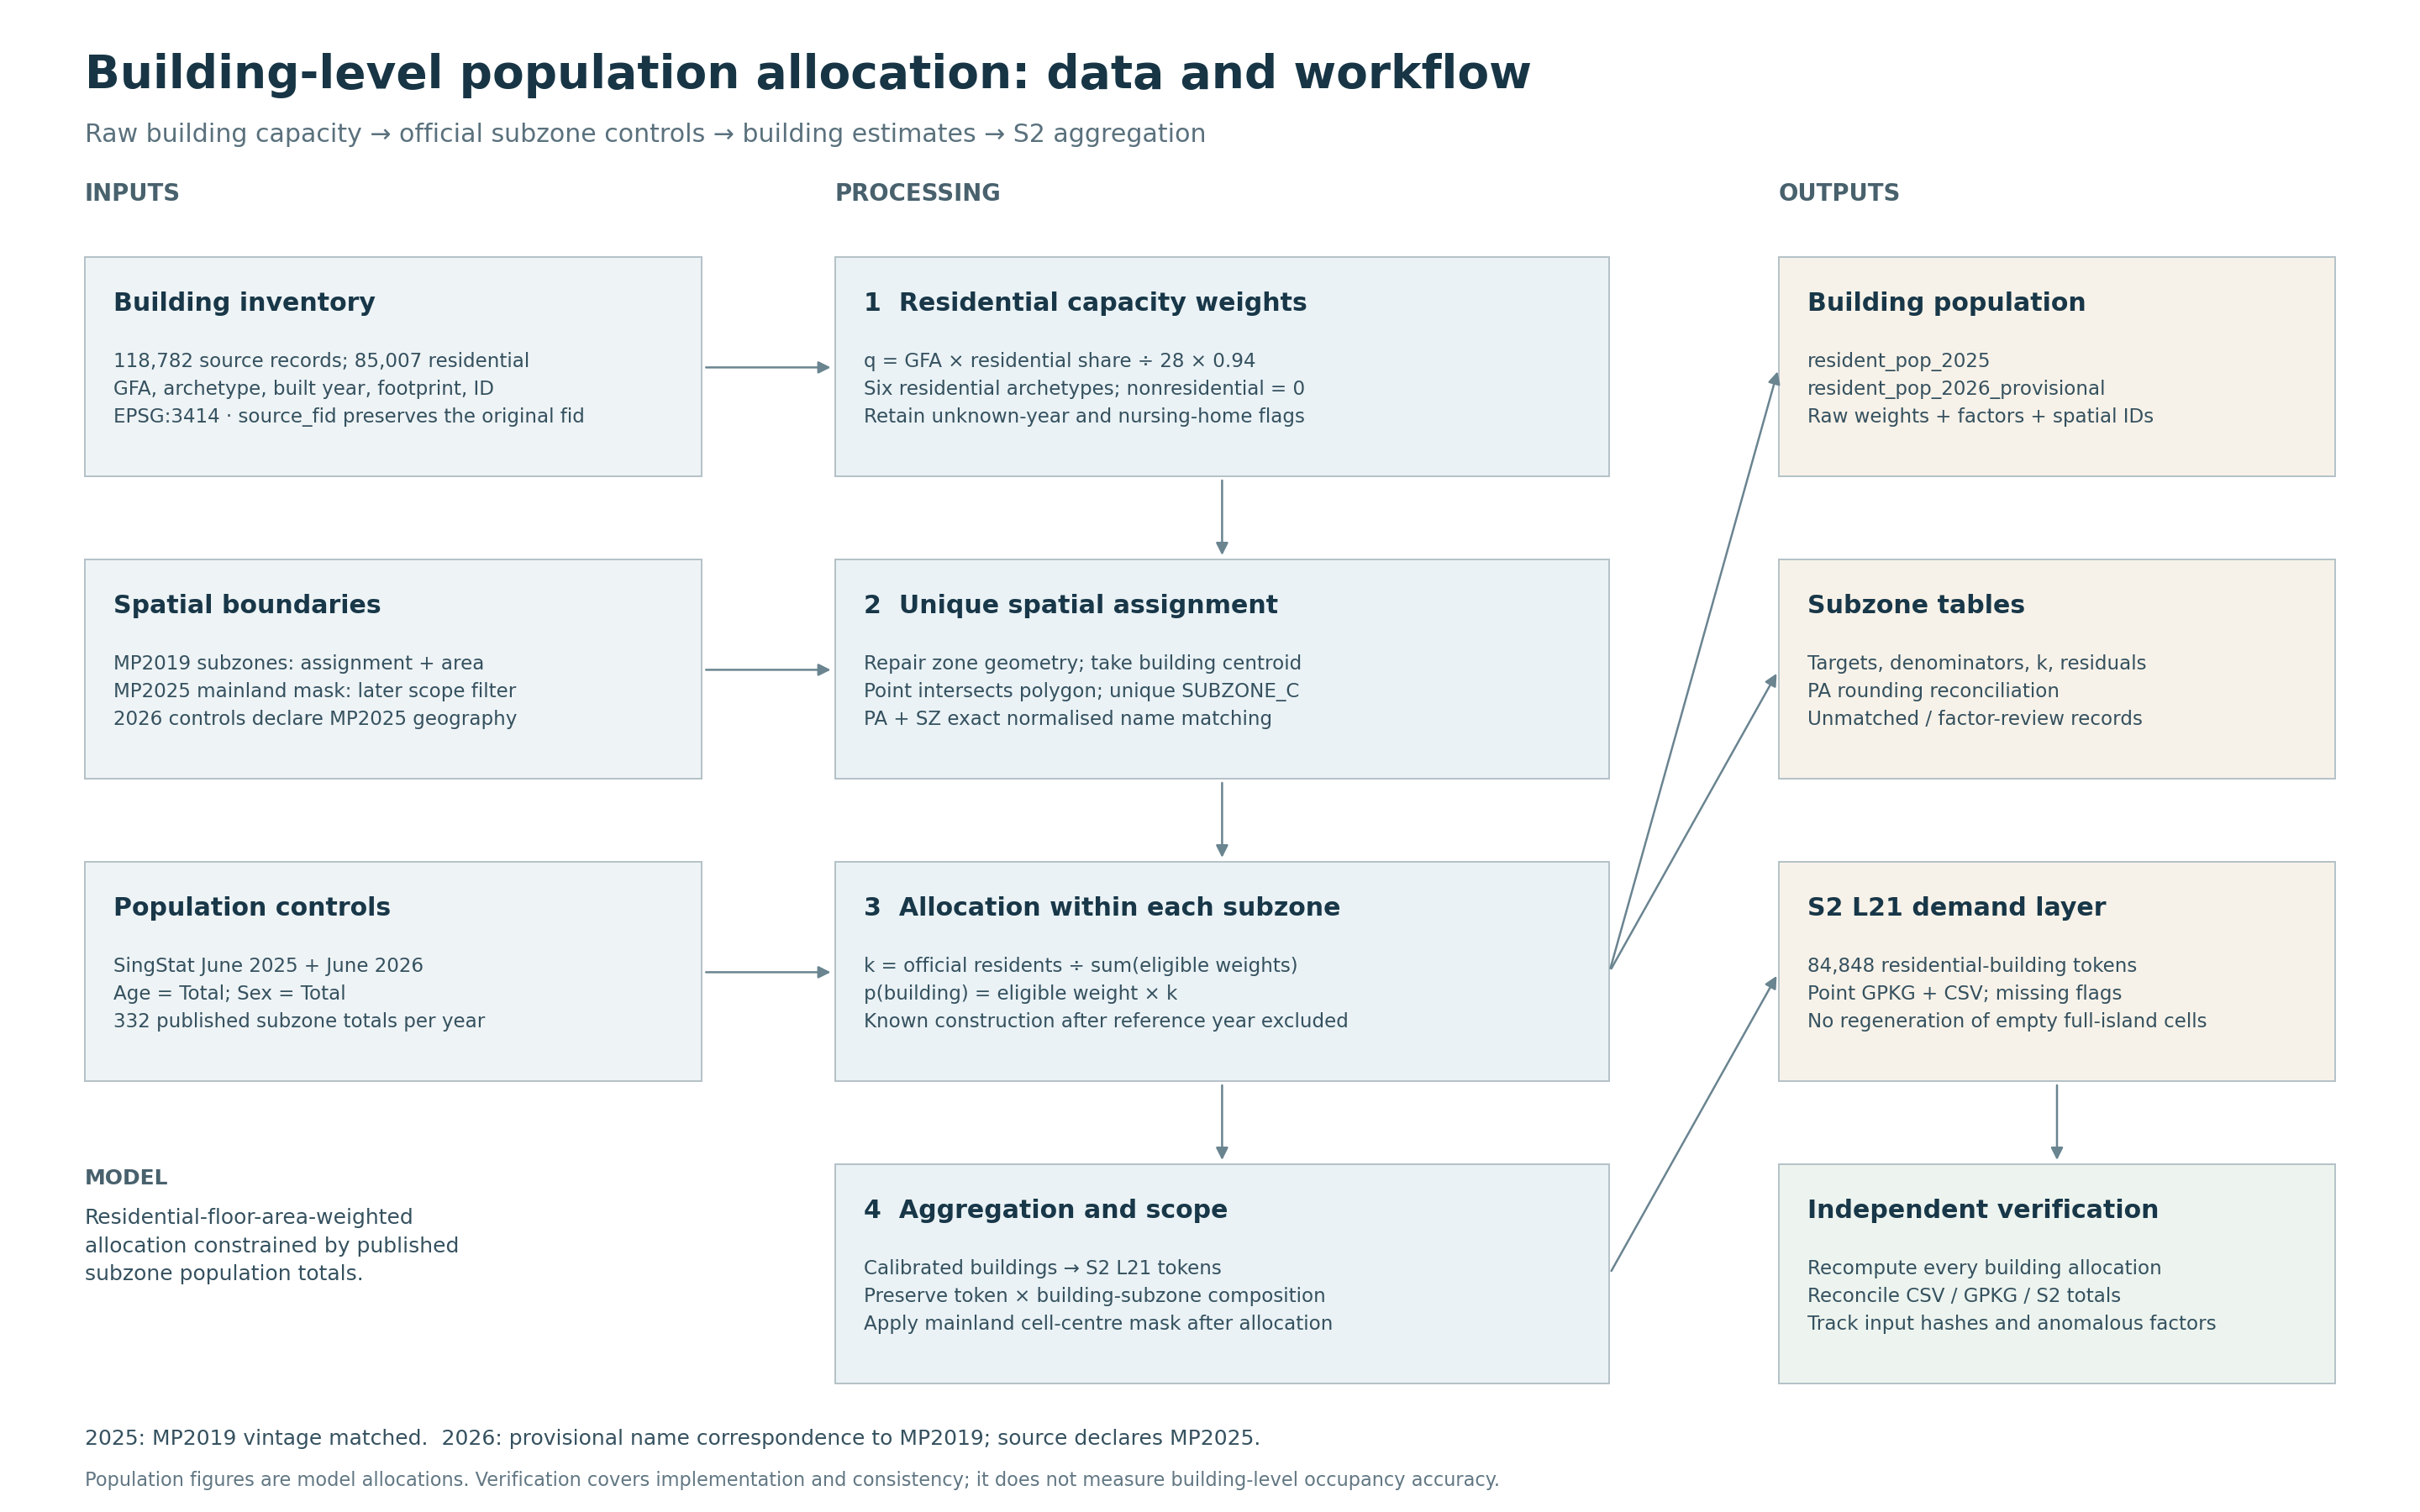 Building-level population allocation: data and workflow
Raw building capacity → official subzone controls → building estimates → S2 aggregation
INPUTS
Building inventory
118,782 source records; 85,007 residential
GFA, archetype, built year, footprint, ID
EPSG:3414 · source_fid preserves the original fid
Spatial boundaries
MP2019 subzones: assignment + area
MP2025 mainland mask: later scope filter
2026 controls declare MP2025 geography
Population controls
SingStat June 2025 + June 2026
Age = Total; Sex = Total
332 published subzone totals per year
MODEL
Residential-floor-area-weighted
allocation constrained by published
subzone population totals.
PROCESSING
1 Residential capacity weights
q = GFA × residential share ÷ 28 × 0.94
Six residential archetypes; nonresidential = 0
Retain unknown-year and nursing-home flags
2 Unique spatial assignment
Repair zone geometry; take building centroid
Point intersects polygon; unique SUBZONE_C
PA + SZ exact normalised name matching
3 Allocation within each subzone
k = official residents ÷ sum(eligible weights)
p(building) = eligible weight × k
Known construction after reference year excluded
4 Aggregation and scope
Calibrated buildings → S2 L21 tokens
Preserve token × building-subzone composition
Apply mainland cell-centre mask after allocation
OUTPUTS
Building population
resident_pop_2025
resident_pop_2026_provisional
Raw weights + factors + spatial IDs
Subzone tables
Targets, denominators, k, residuals
PA rounding reconciliation
Unmatched / factor-review records
S2 L21 demand layer
84,848 residential-building tokens
Point GPKG + CSV; missing flags
No regeneration of empty full-island cells
Independent verification
Recompute every building allocation
Reconcile CSV / GPKG / S2 totals
Track input hashes and anomalous factors
2025: MP2019 vintage matched. 2026: provisional name correspondence to MP2019; source declares MP2025.
Population figures are model allocations. Verification covers implementation and consistency; it does not measure building-level occupancy accuracy.